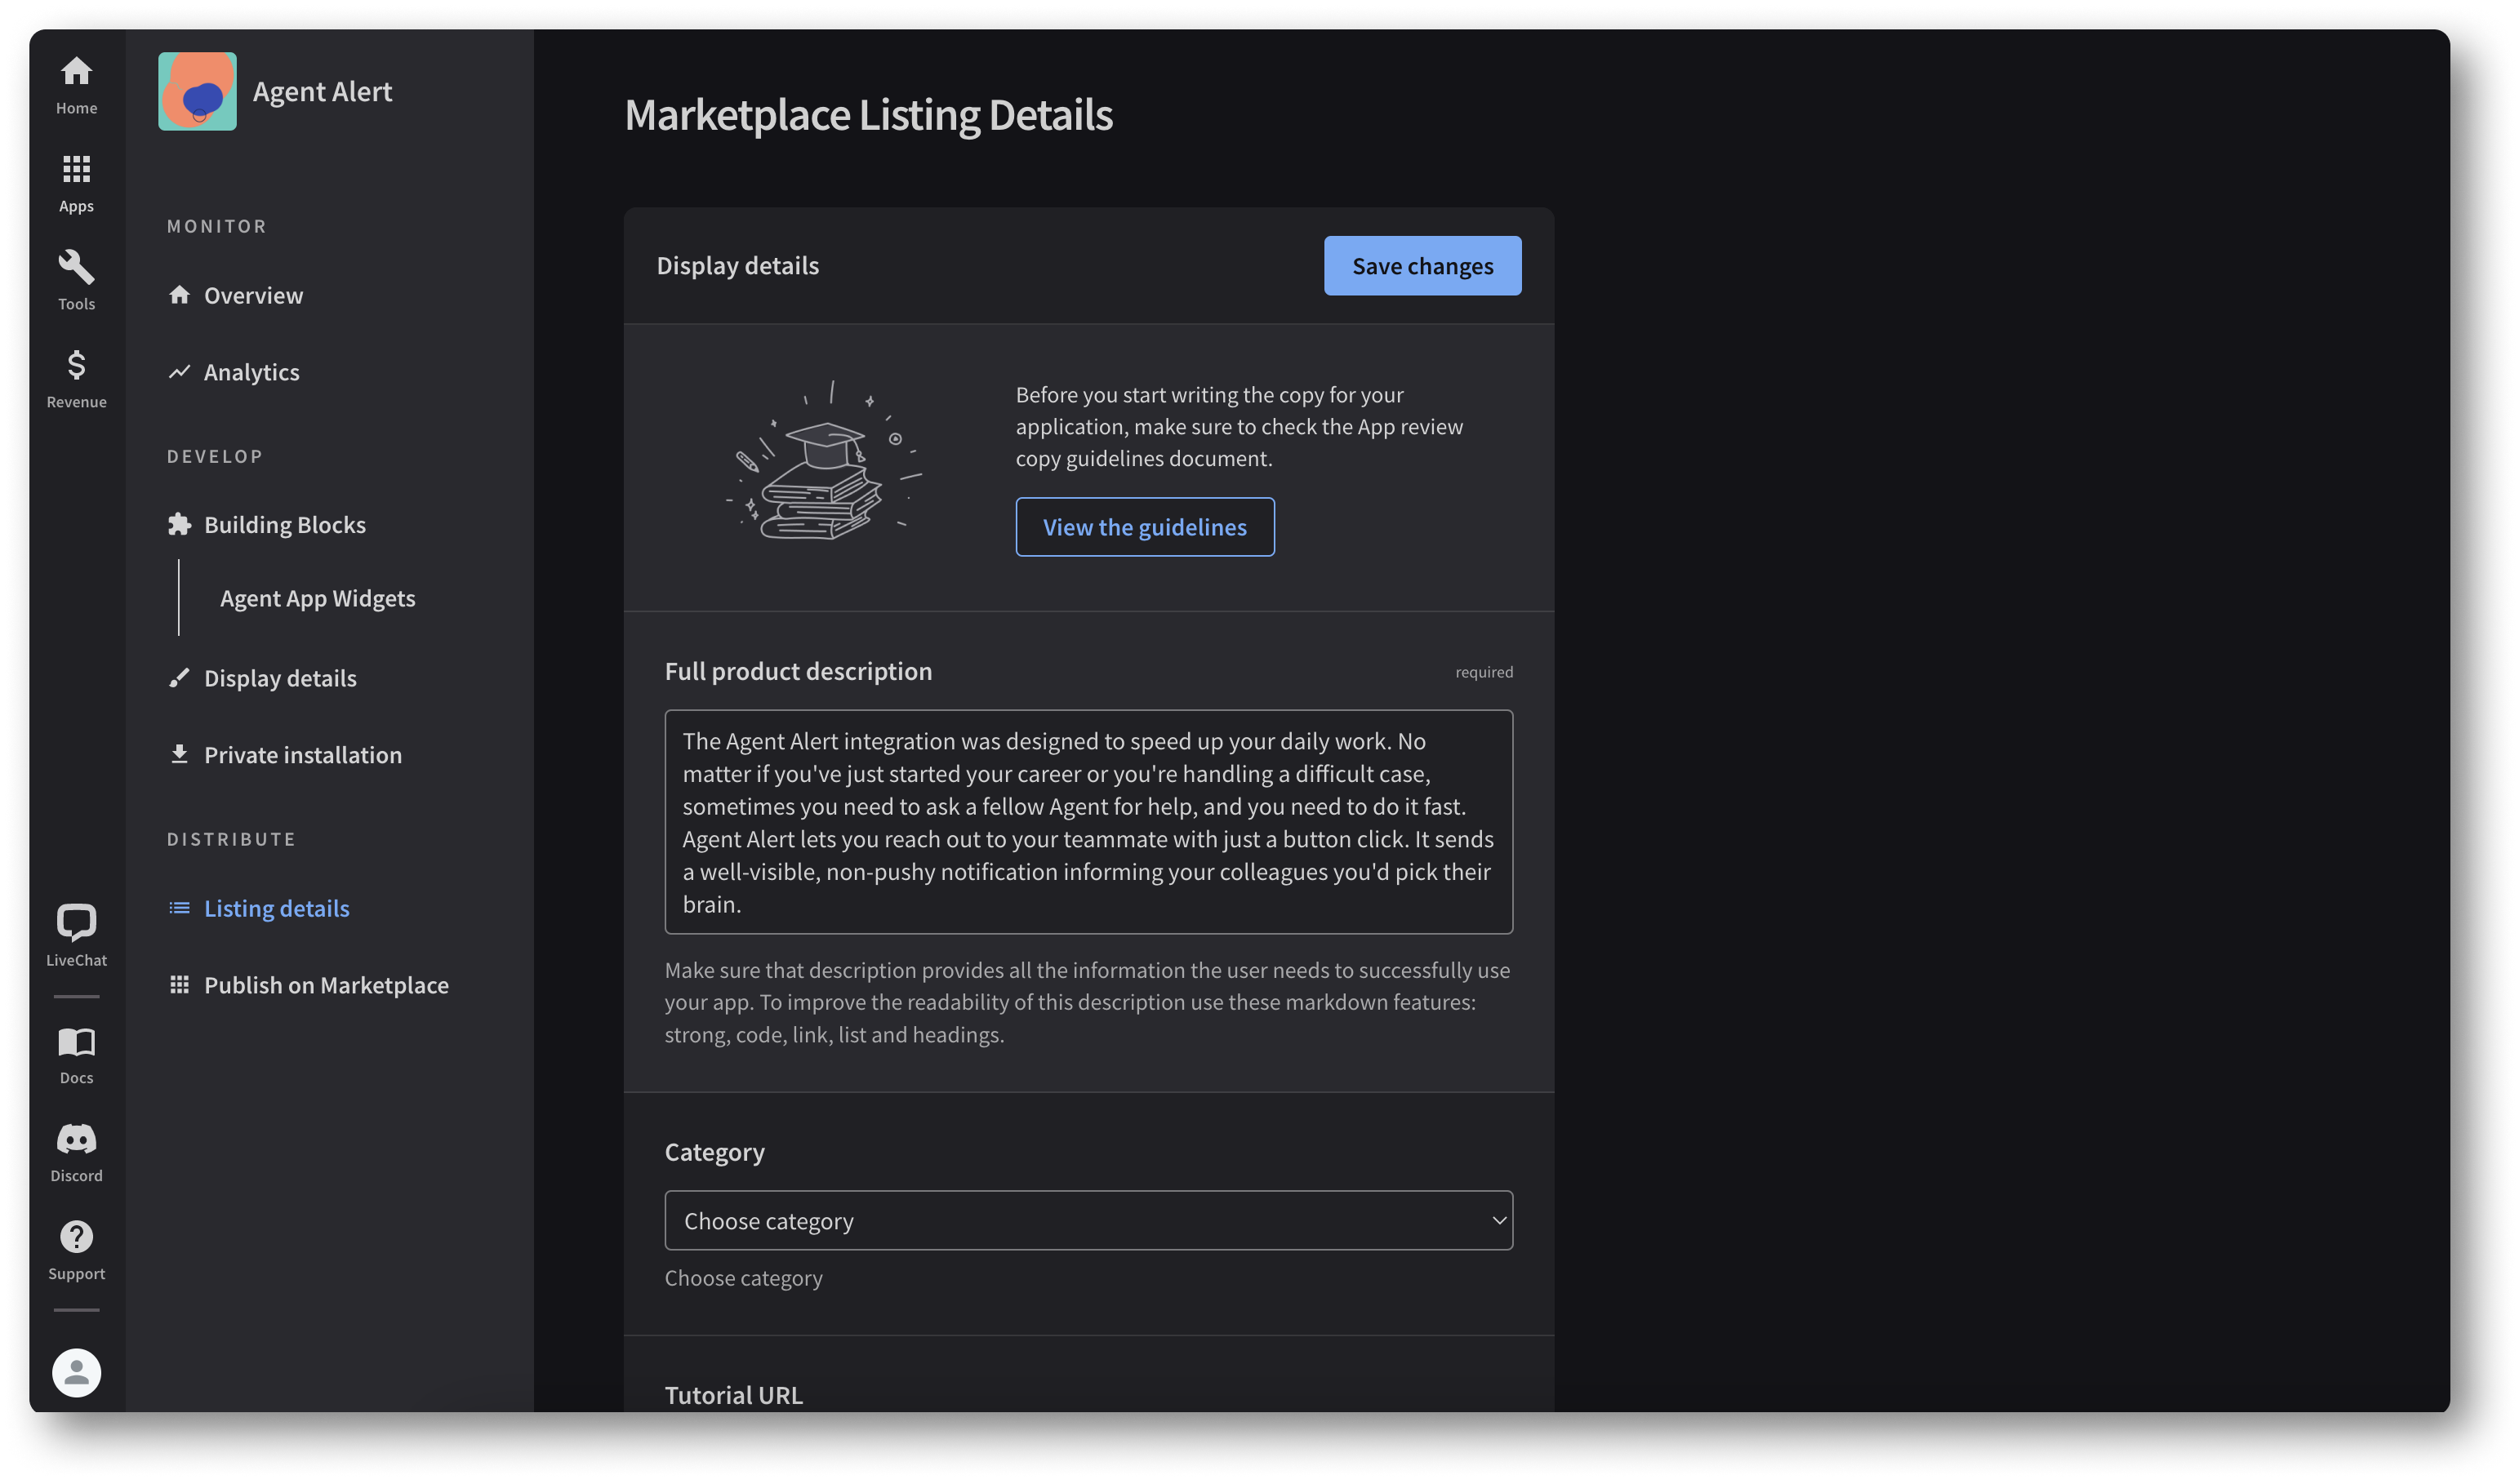 Home
Apps
Tools
Revenue
LiveChat
Docs
Discord
Support
Agent Alert
MONITOR
Overview
Analytics
DEVELOP
Building Blocks
Agent App Widgets
Display details
Private installation
DISTRIBUTE
Listing details
Publish on Marketplace
Marketplace Listing Details
Display details
Save changes
Before you start writing the copy for your
application, make sure to check the App review
copy guidelines document.
View the guidelines
Full product description
required
The Agent Alert integration was designed to speed up your daily work. No
matter if you've just started your career or you're handling a difficult case,
sometimes you need to ask a fellow Agent for help, and you need to do it fast.
Agent Alert lets you reach out to your teammate with just a button click. It sends
a well-visible, non-pushy notification informing your colleagues you'd pick their
brain.
Make sure that description provides all the information the user needs to successfully use
your app. To improve the readability of this description use these markdown features:
strong, code, link, list and headings.
Category
Choose category
Choose category
Tutorial URL